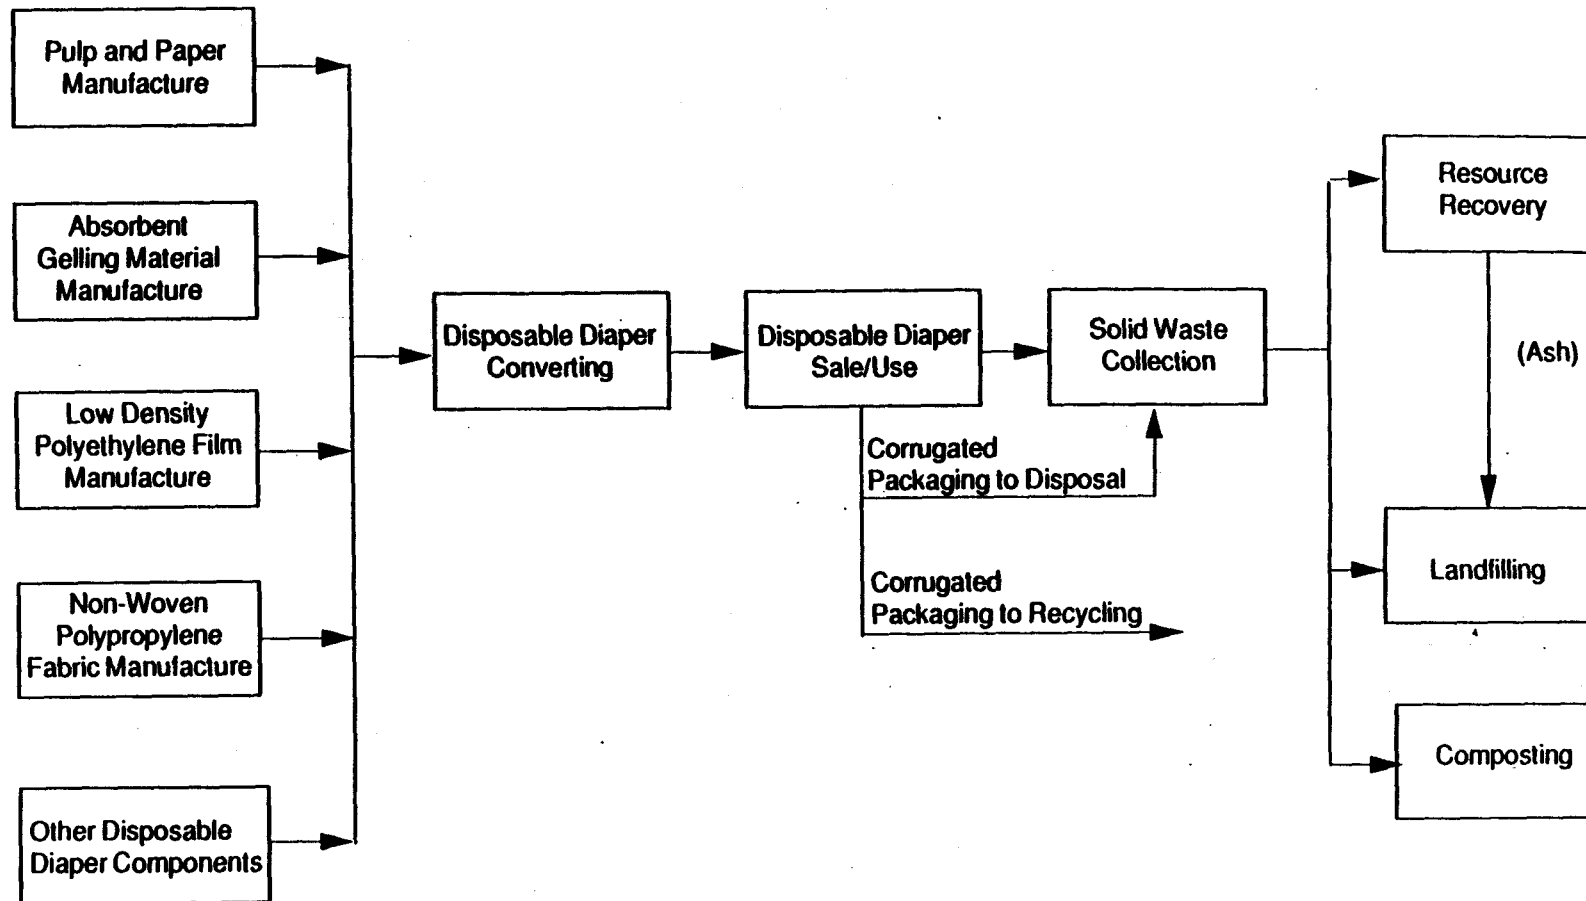 Pulp and Paper
Manufacture
Absorbent
Gelling Material
Manufacture
Low Density
Polyethylene Film
Manufacture
Non-Woven
Polypropylene
Fabric Manufacture
Other Disposable
Diaper Components
Disposable Diaper
Converting
Disposable Diaper
Sale/Use
Corrugated
Packaging to Disposal
Corrugated
Packaging to Recycling
Solid Waste
Collection
Resource
Recovery
(Ash)
Landfilling
Composting